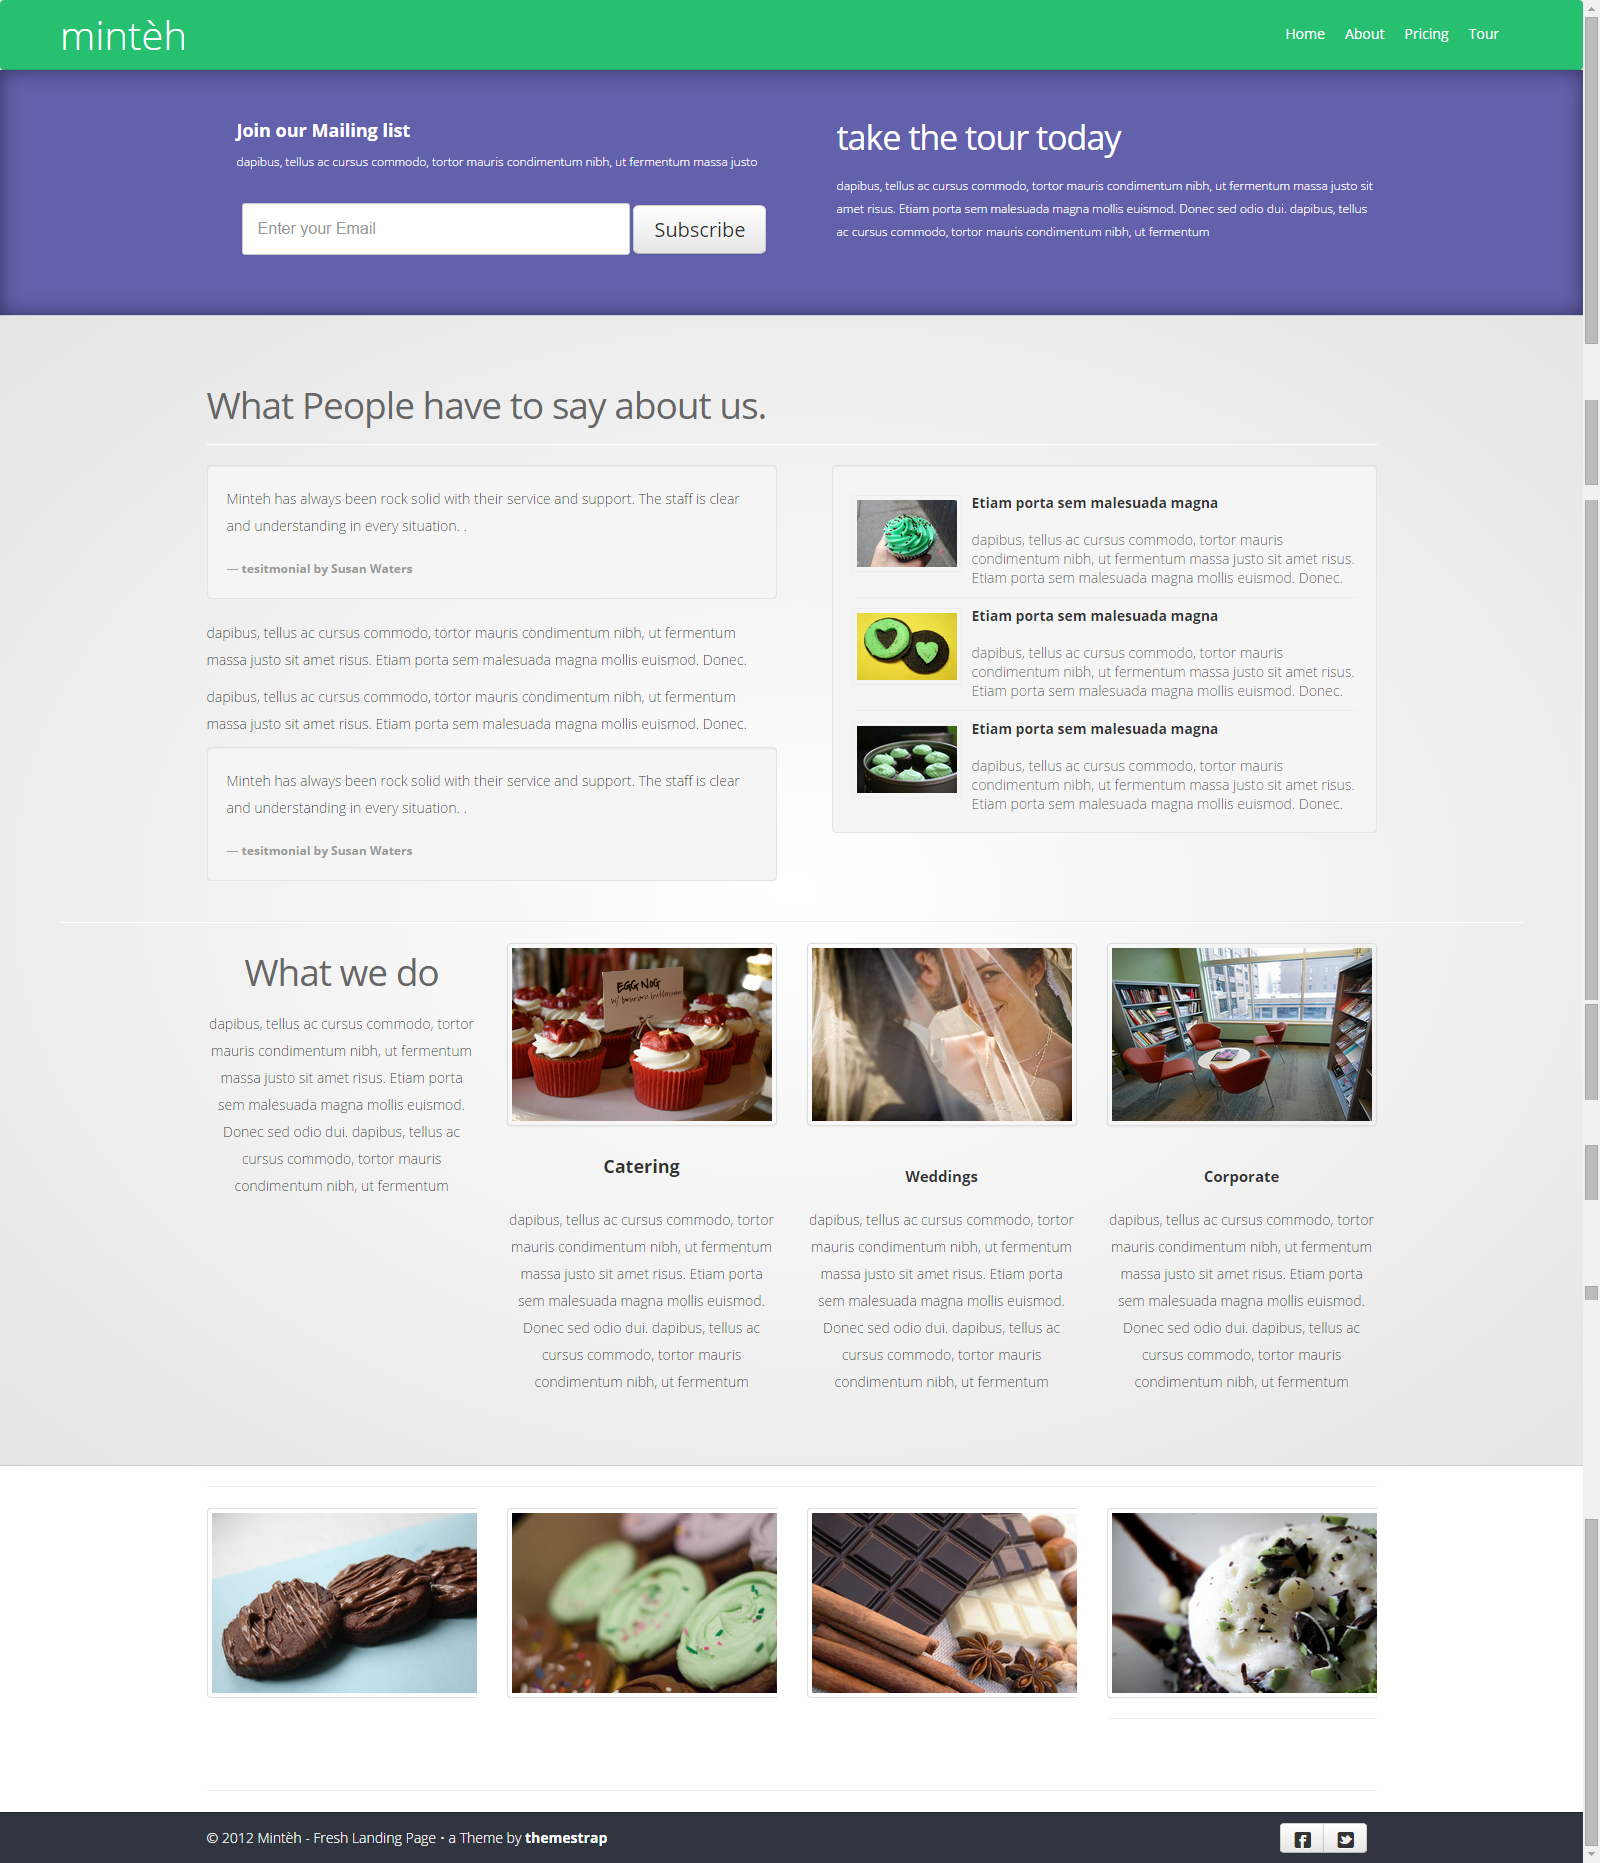 mintèh
Home About Pricing Tour
Join our Mailing list
dapibus, tellus ac cursus commodo, tortor mauris condimentum nibh, ut fermentum massa justo
Enter your Email
Subscribe
take the tour today
dapibus, tellus ac cursus commodo, tortor mauris condimentum nibh, ut fermentum massa justo sit
amet risus. Etiam porta sem malesuada magna mollis euismod. Donec sed odio dui. dapibus, tellus
ac cursus commodo, tortor mauris condimentum nibh, ut fermentum
What People have to say about us.
Minteh has always been rock solid with their service and support. The staff is clear
and understanding in every situation. .
— tesitmonial by Susan Waters
dapibus, tellus ac cursus commodo, tortor mauris condimentum nibh, ut fermentum
massa justo sit amet risus. Etiam porta sem malesuada magna mollis euismod. Donec.
dapibus, tellus ac cursus commodo, tortor mauris condimentum nibh, ut fermentum
massa justo sit amet risus. Etiam porta sem malesuada magna mollis euismod. Donec.
Minteh has always been rock solid with their service and support. The staff is clear
and understanding in every situation. .
— tesitmonial by Susan Waters
Etiam porta sem malesuada magna
dapibus, tellus ac cursus commodo, tortor mauris
condimentum nibh, ut fermentum massa justo sit amet risus.
Etiam porta sem malesuada magna mollis euismod. Donec.
Etiam porta sem malesuada magna
dapibus, tellus ac cursus commodo, tortor mauris
condimentum nibh, ut fermentum massa justo sit amet risus.
Etiam porta sem malesuada magna mollis euismod. Donec.
Etiam porta sem malesuada magna
dapibus, tellus ac cursus commodo, tortor mauris
condimentum nibh, ut fermentum massa justo sit amet risus.
Etiam porta sem malesuada magna mollis euismod. Donec.
What we do
dapibus, tellus ac cursus commodo, tortor
mauris condimentum nibh, ut fermentum
massa justo sit amet risus. Etiam porta
sem malesuada magna mollis euismod.
Donec sed odio dui. dapibus, tellus ac
cursus commodo, tortor mauris
condimentum nibh, ut fermentum
EGG NOG
Catering
dapibus, tellus ac cursus commodo, tortor
mauris condimentum nibh, ut fermentum
massa justo sit amet risus. Etiam porta
sem malesuada magna mollis euismod.
Donec sed odio dui. dapibus, tellus ac
cursus commodo, tortor mauris
condimentum nibh, ut fermentum
Weddings
dapibus, tellus ac cursus commodo, tortor
mauris condimentum nibh, ut fermentum
massa justo sit amet risus. Etiam porta
sem malesuada magna mollis euismod.
Donec sed odio dui. dapibus, tellus ac
cursus commodo, tortor mauris
condimentum nibh, ut fermentum
Corporate
dapibus, tellus ac cursus commodo, tortor
mauris condimentum nibh, ut fermentum
massa justo sit amet risus. Etiam porta
sem malesuada magna mollis euismod.
Donec sed odio dui. dapibus, tellus ac
cursus commodo, tortor mauris
condimentum nibh, ut fermentum
© 2012 Mintèh - Fresh Landing Page · a Theme by themestrap